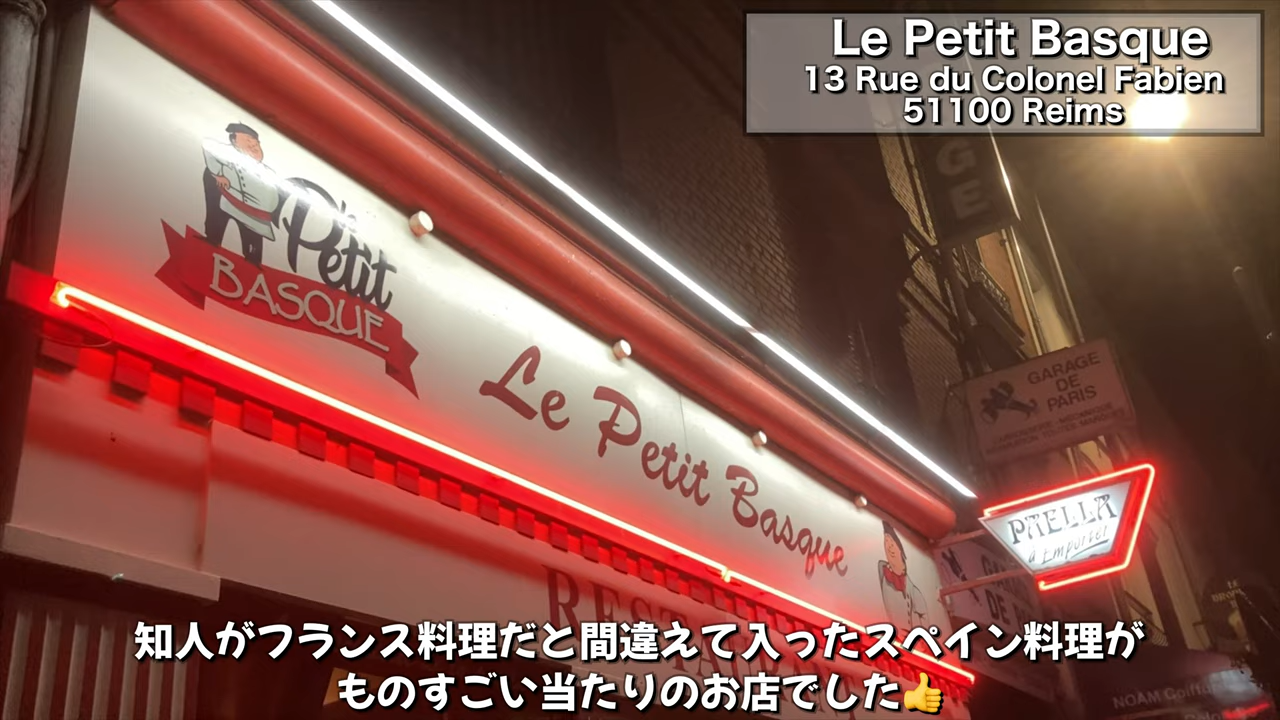 Le Petit Basque
13 Rue du Colonel Fabien
51100 Reims
Petit
BASQUE
Le Petit Basque
GARAGE
DE
PARIS
PAELLA
à Emporter
NOAM Coiffure
知人がフランス料理だと間違えて入ったスペイン料理が
ものすごい当たりのお店でした👍